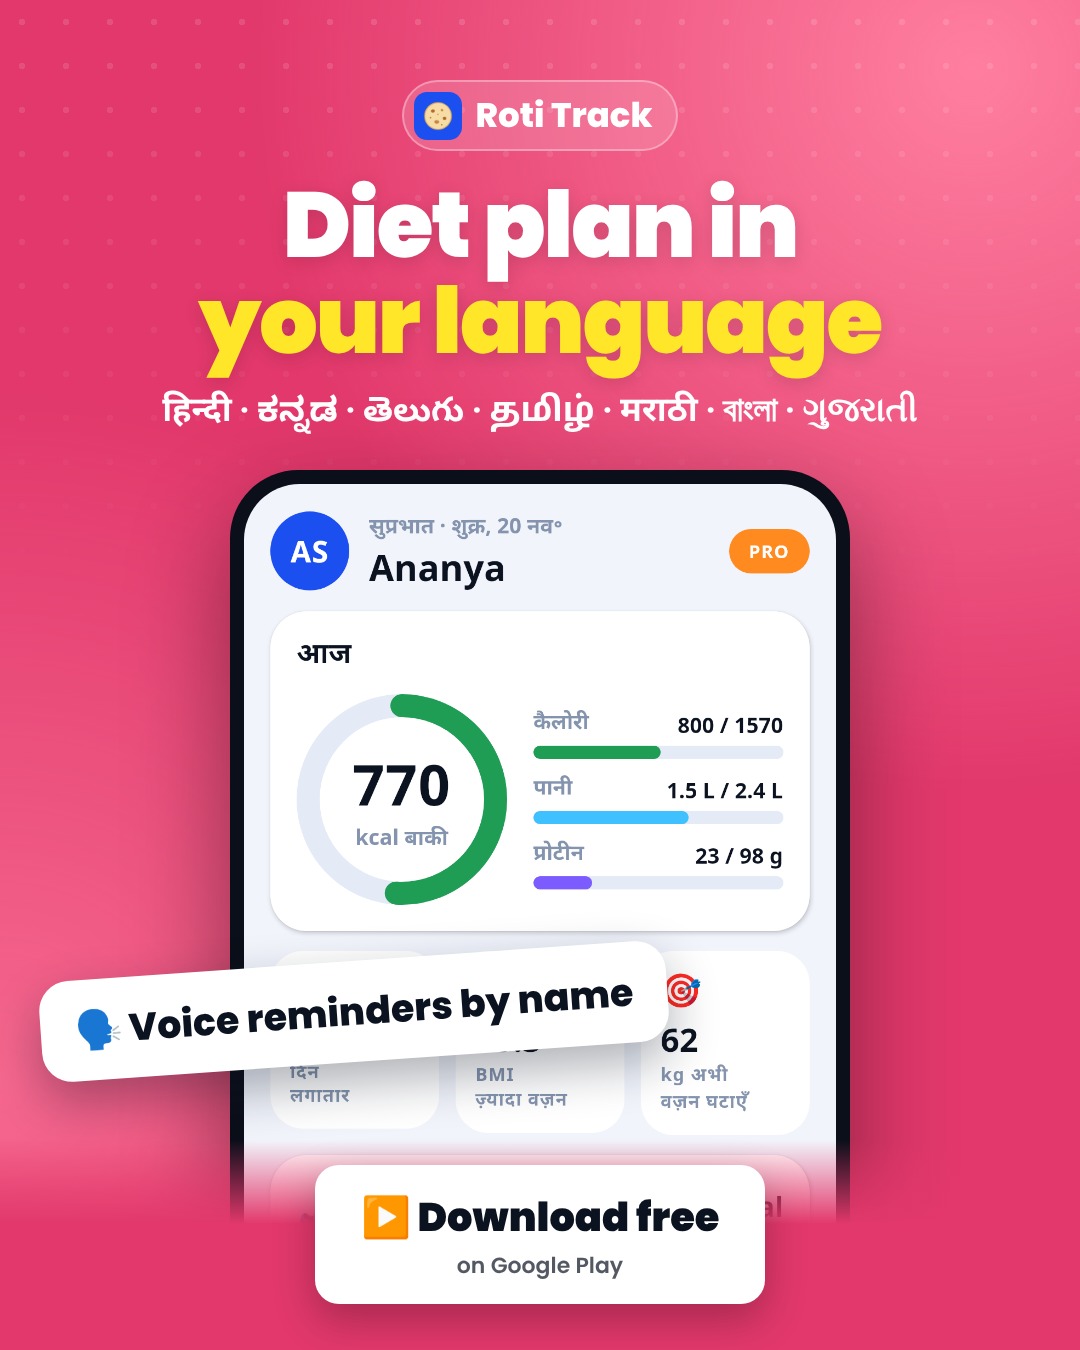 Roti Track
Diet plan in
your language
हिन्दी · ಕನ್ನಡ · తెలుగు · தமிழ் · मराठी · বাংলা · ગુજરાતી
AS
सुप्रभात · शुक्र, 20 नव॰
Ananya
PRO
आज
770
kcal बाकी
कैलोरी 800 / 1570
पानी 1.5 L / 2.4 L
प्रोटीन 23 / 98 g
Voice reminders by name
दिन
लगातार
BMI
ज़्यादा वज़न
62
kg अभी
वज़न घटाएँ
Download free
on Google Play